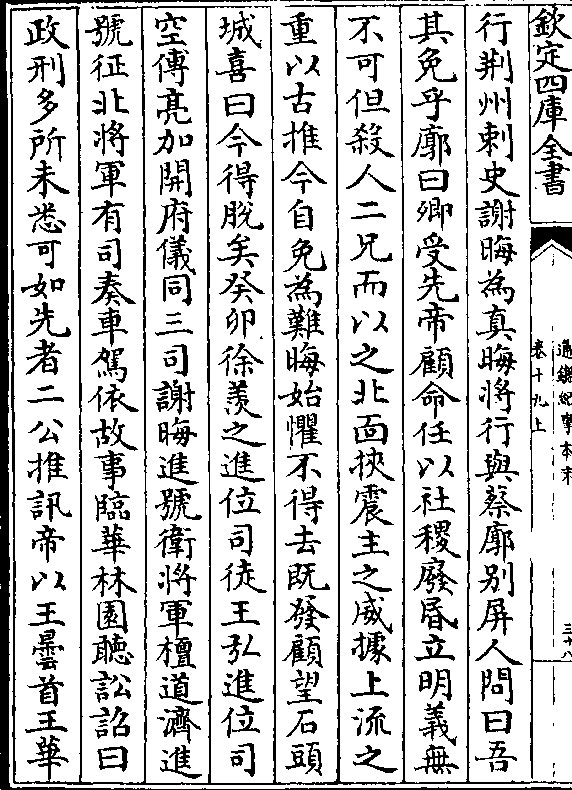 欽定四庫全書
通鑑紀事本末
卷十九上
三十八
行荆州刺史謝晦為真晦將行與蔡廓别屏人問曰吾
其免乎廓曰卿受先帝顧命任以社稷廢昏立明義無
不可但殺人二兄而以之北面挾震主之威據上流之
重以古推今自免為難晦始懼不得去既發顧望石頭
城喜曰今得脫矣癸卯徐羨之進位司徒王弘進位司
空傅亮加開府儀同三司謝晦進號衛將軍檀道濟進
號征北將軍有司奏車駕依故事臨華林園聽訟詔曰
政刑多所未悉可如先者二公推訊帝以王曇首王華